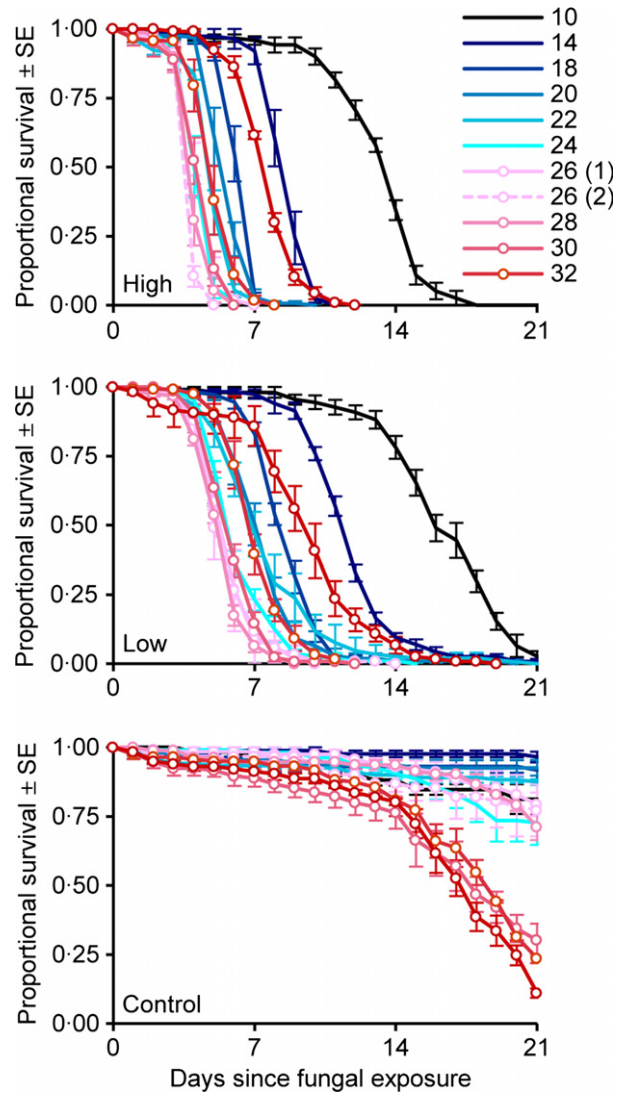 Proportional survival ± SE
1·00
0·75
0·50
0·25
0·00
High
0 7 14 21
10
14
18
20
22
24
26 (1)
26 (2)
28
30
32
Proportional survival ± SE
1·00
0·75
0·50
0·25
0·00
Low
0 7 14 21
Proportional survival ± SE
1·00
0·75
0·50
0·25
0·00
Control
0 7 14 21
Days since fungal exposure